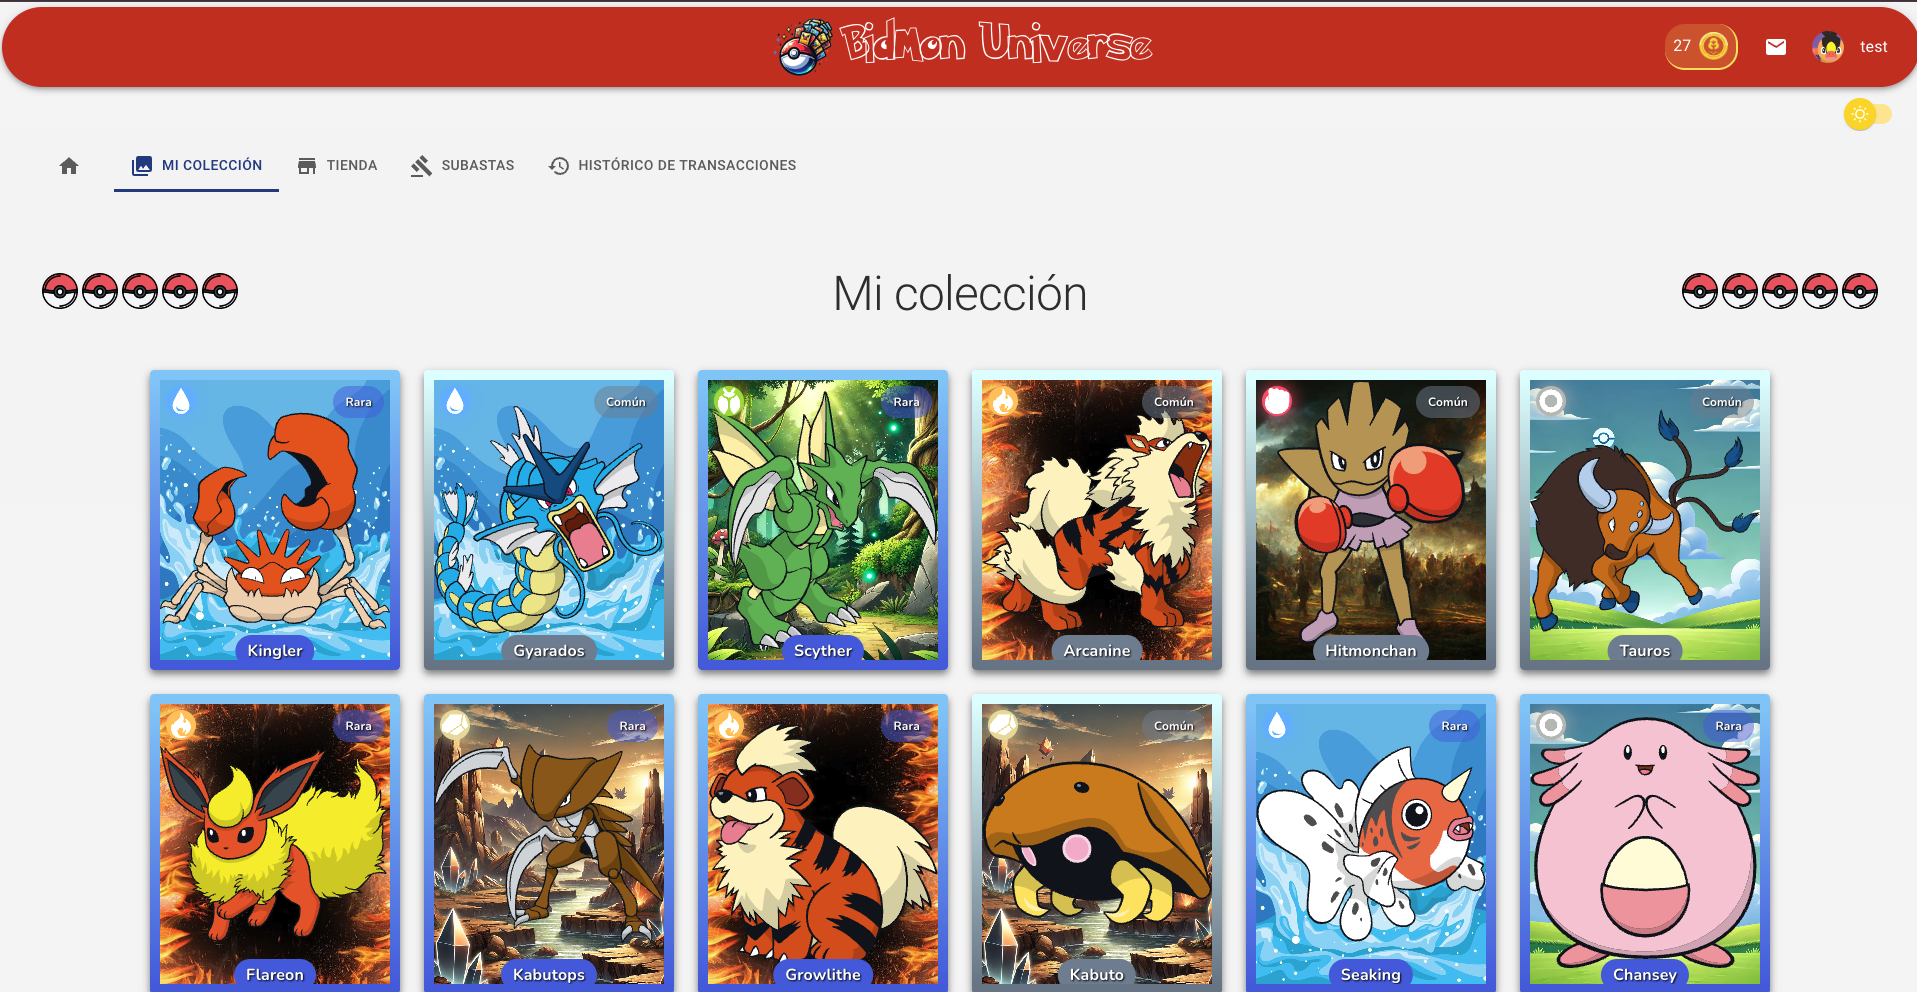 BidMon Universe
27
test
MI COLECCIÓN
TIENDA
SUBASTAS
HISTÓRICO DE TRANSACCIONES
Mi colección
Rara
Común
Rara
Común
Común
Común
Kingler
Gyarados
Scyther
Arcanine
Hitmonchan
Tauros
Rara
Rara
Rara
Común
Rara
Rara
Flareon
Kabutops
Growlithe
Kabuto
Seaking
Chansey